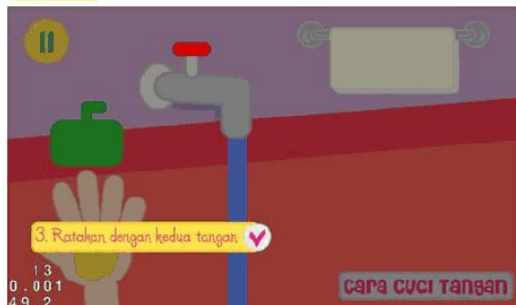 3. Ratakan dengan kedua tangan
13
0.001
49.2
CARA CUCI TANGAN